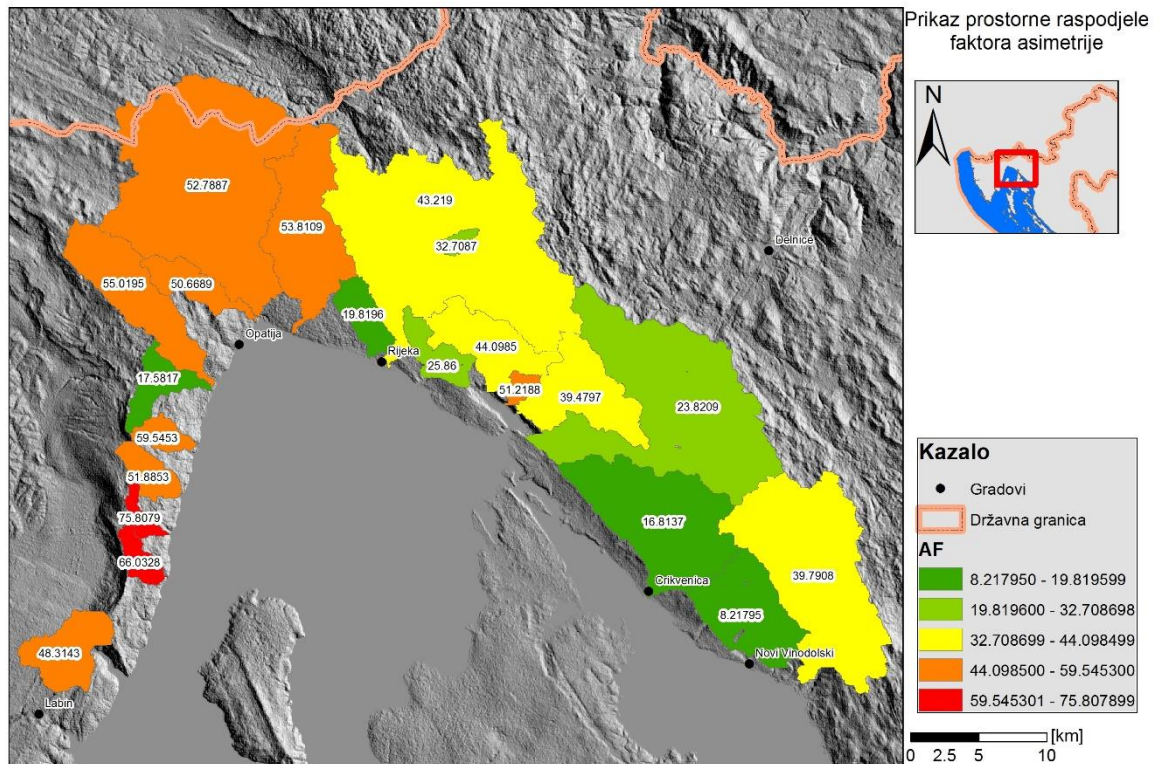 Prikaz prostorne raspodjele
faktora asimetrije
N
52.7887
43.219
53.8109
32.7087
Delnice
55.0195
50.6689
19.8196
Opatija
44.0985
Rijeka
25.86
17.5817
51.2188
39.4797
23.8209
59.5453
51.8853
75.8079
16.8137
66.0328
39.7908
Crikvenica
8.21795
48.3143
Novi Vinodolski
Labin
Kazalo
Gradovi
Državna granica
AF
8.217950 - 19.819599
19.819600 - 32.708698
32.708699 - 44.098499
44.098500 - 59.545300
59.545301 - 75.807899
[km]
0 2.5 5 10